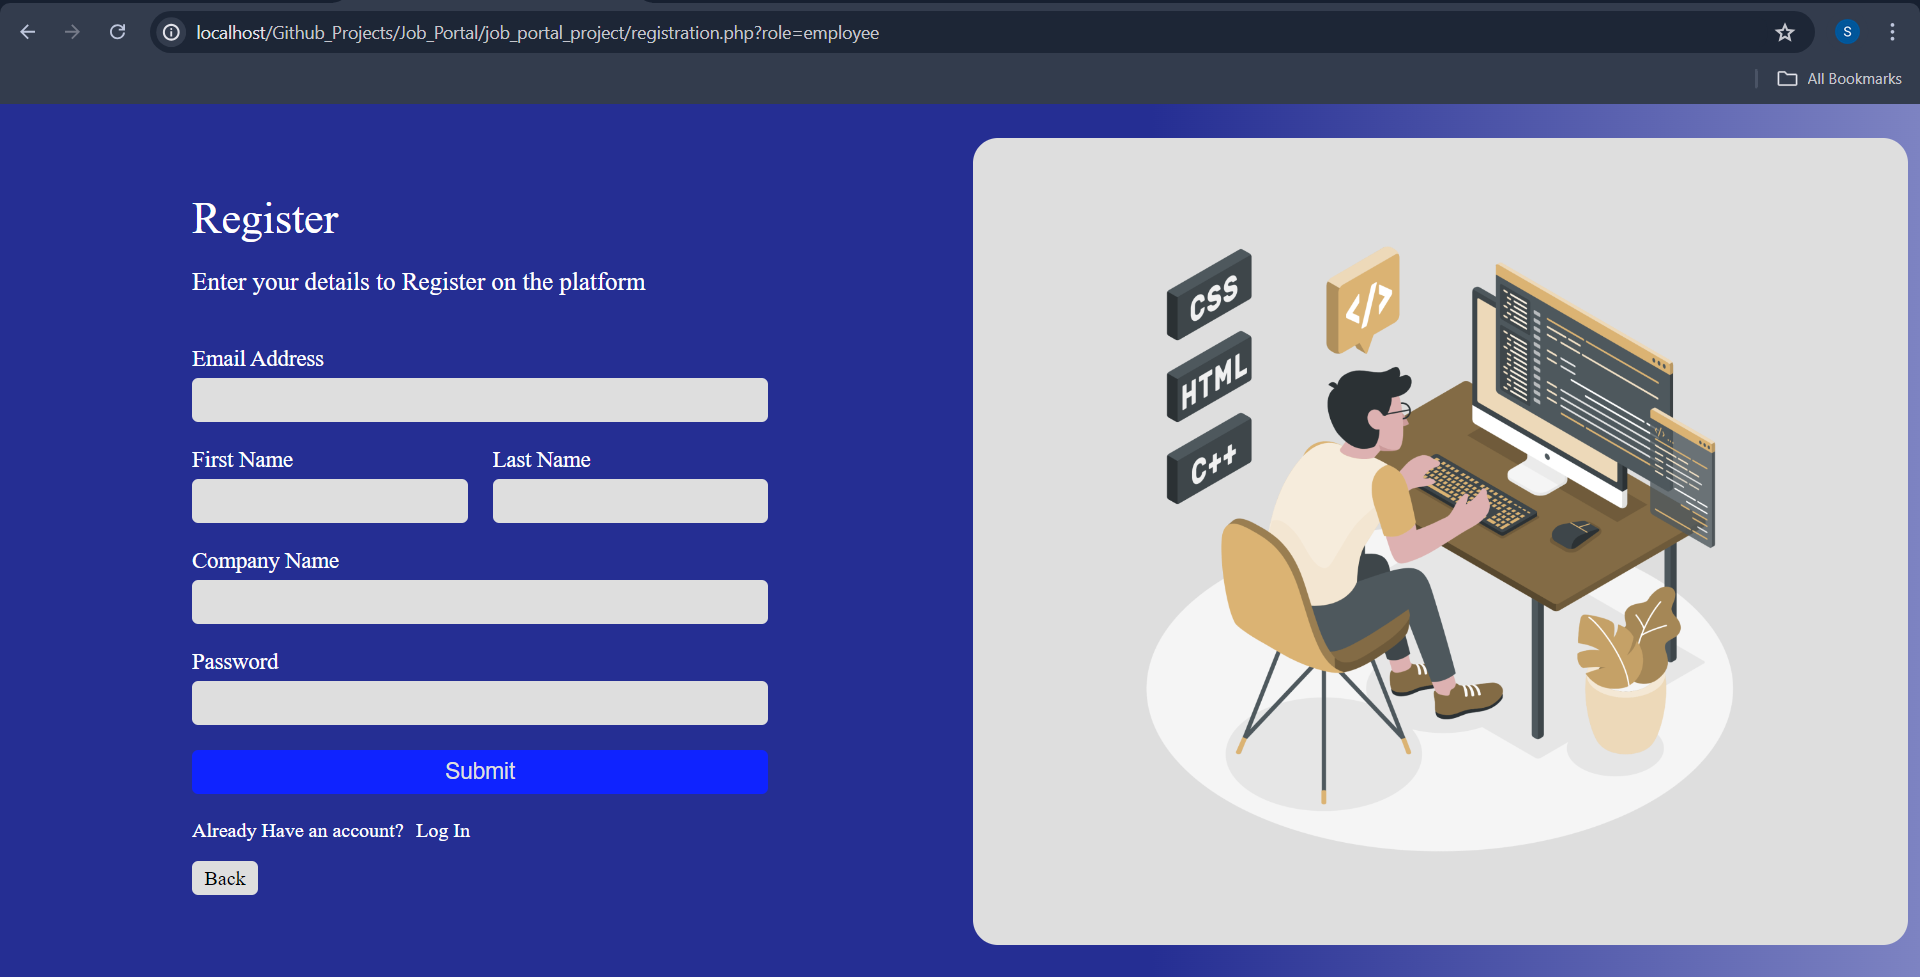 localhost/Github_Projects/Job_Portal/job_portal_project/registration.php?role=employee
S
All Bookmarks
Register
Enter your details to Register on the platform
Email Address
First Name
Last Name
Company Name
Password
Submit
Already Have an account? Log In
Back
CSS
</>
HTML
C++
</>...